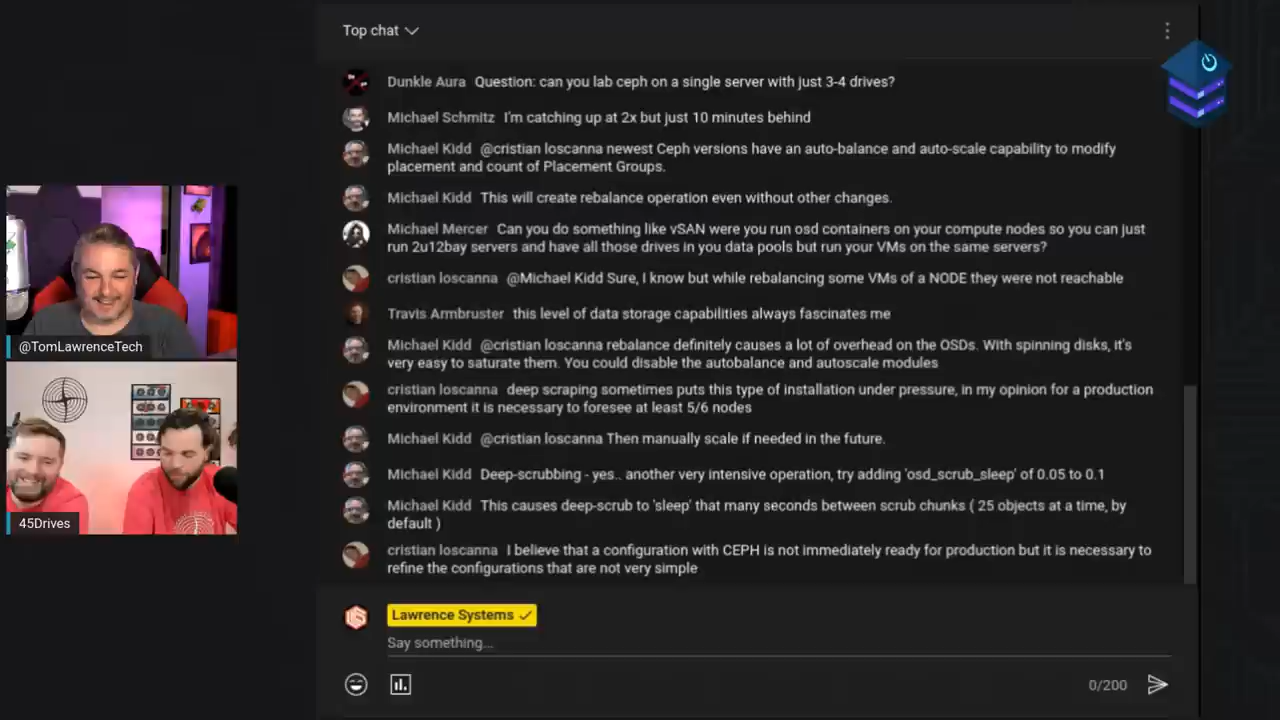 Top chat
Dunkle Aura Question: can you lab ceph on a single server with just 3-4 drives?
Michael Schmitz I'm catching up at 2x but just 10 minutes behind
Michael Kidd @cristian loscanna newest Ceph versions have an auto-balance and auto-scale capability to modify
placement and count of Placement Groups.
Michael Kidd This will create rebalance operation even without other changes.
Michael Mercer Can you do something like vSAN were you run osd containers on your compute nodes so you can just
run 2u12bay servers and have all those drives in you data pools but run your VMs on the same servers?
cristian loscanna @Michael Kidd Sure, I know but while rebalancing some VMs of a NODE they were not reachable
Travis Armbruster this level of data storage capabilities always fascinates me
Michael Kidd @cristian loscanna rebalance definitely causes a lot of overhead on the OSDs. With spinning disks, it's
very easy to saturate them. You could disable the autobalance and autoscale modules
cristian loscanna deep scraping sometimes puts this type of installation under pressure, in my opinion for a production
environment it is necessary to foresee at least 5/6 nodes
Michael Kidd @cristian loscanna Then manually scale if needed in the future.
Michael Kidd Deep-scrubbing - yes.. another very intensive operation, try adding 'osd_scrub_sleep' of 0.05 to 0.1
Michael Kidd This causes deep-scrub to 'sleep' that many seconds between scrub chunks ( 25 objects at a time, by
default )
cristian loscanna I believe that a configuration with CEPH is not immediately ready for production but it is necessary to
refine the configurations that are not very simple
Lawrence Systems
Say something...
0/200
@TomLawrenceTech
45Drives